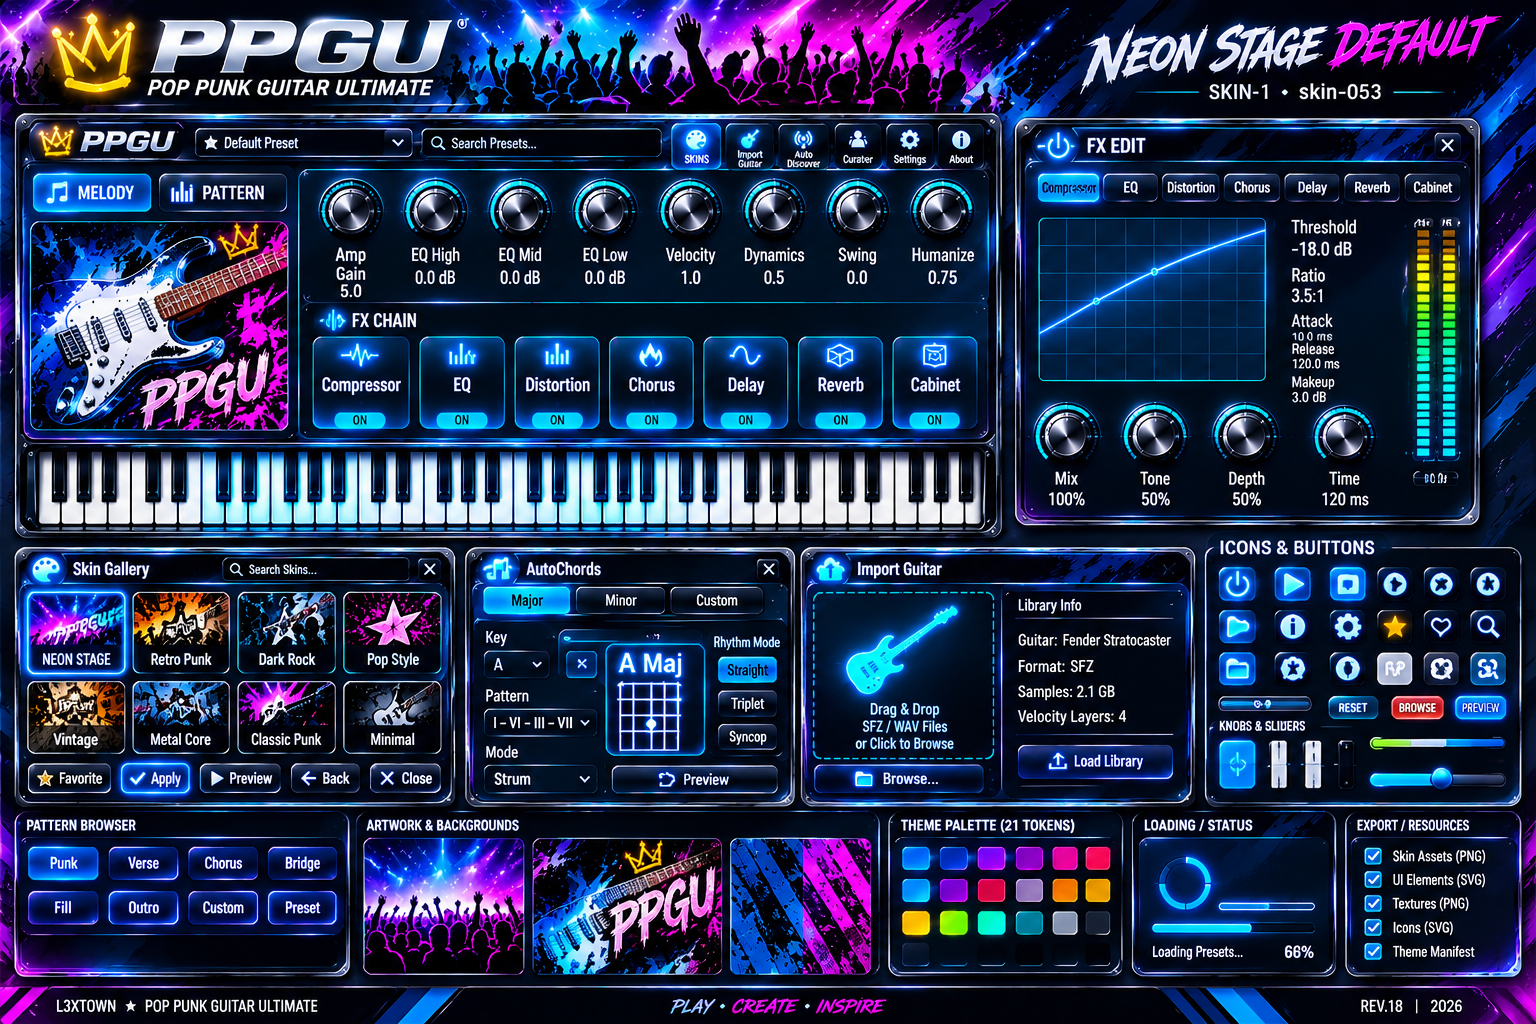 PPGU
POP PUNK GUITAR ULTIMATE
NEON STAGE DEFAULT
SKIN-1 • skin-053
PPGU
★ Default Preset
Search Presets...
SKINS
Import Guitar
Auto Discover
Curater
Settings
About
MELODY
PATTERN
PPGU
Amp Gain
5.0
EQ High
0.0 dB
EQ Mid
0.0 dB
EQ Low
0.0 dB
Velocity
1.0
Dynamics
0.5
Swing
0.0
Humanize
0.75
FX CHAIN
Compressor
ON
EQ
ON
Distortion
ON
Chorus
ON
Delay
ON
Reverb
ON
Cabinet
ON
FX EDIT
Compressor
EQ
Distortion
Chorus
Delay
Reverb
Cabinet
Threshold
-18.0 dB
Ratio
3.5:1
Attack
10.0 ms
Release
120.0 ms
Makeup
3.0 dB
Mix
100%
Tone
50%
Depth
50%
Time
120 ms
Skin Gallery
Search Skins...
NEON STAGE
Retro Punk
Dark Rock
Pop Style
Vintage
Metal Core
Classic Punk
Minimal
Favorite
Apply
Preview
Back
Close
AutoChords
Major
Minor
Custom
Key
A
A Maj
Rhythm Mode
Straight
Triplet
Syncop
Pattern
I – VI – III – VII
Mode
Strum
Preview
Import Guitar
Drag & Drop
SFZ / WAV Files
or Click to Browse
Browse...
Library Info
Guitar: Fender Stratocaster
Format: SFZ
Samples: 2.1 GB
Velocity Layers: 4
Load Library
ICONS & BUITTONS
RESET
BROWSE
PREVIEW
KNOBS & SLIDERS
PATTERN BROWSER
Punk
Verse
Chorus
Bridge
Fill
Outro
Custom
Preset
ARTWORK & BACKGROUNDS
PPGU
THEME PALETTE (21 TOKENS)
LOADING / STATUS
Loading Presets...
66%
EXPORT / RESOURCES
Skin Assets (PNG)
UI Elements (SVG)
Textures (PNG)
Icons (SVG)
Theme Manifest
L3XTOWN ★ POP PUNK GUITAR ULTIMATE
PLAY • CREATE • INSPIRE
REV.18 | 2026